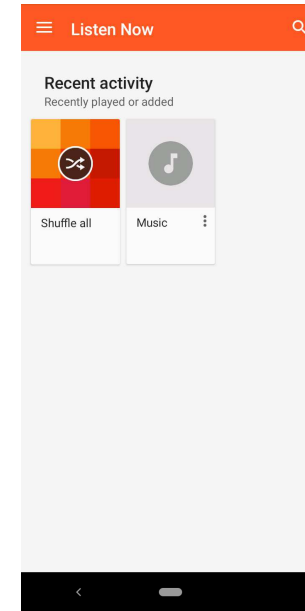 Listen Now
Recent activity
Recently played or added
Shuffle all
Music